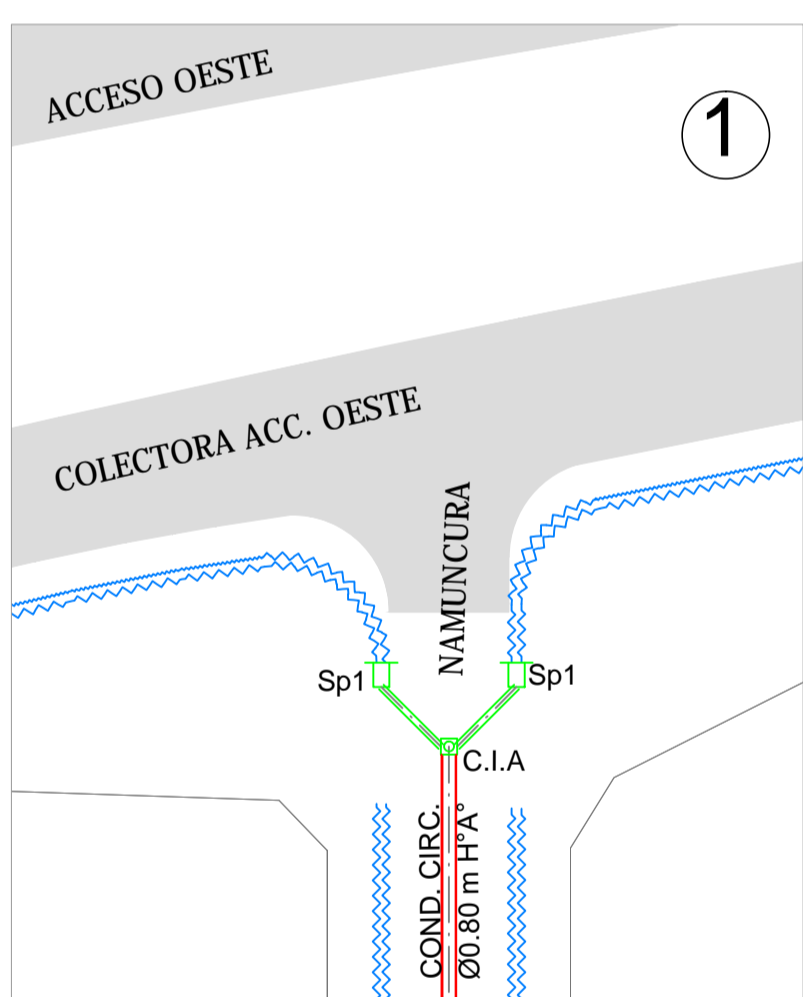 ACCESO OESTE
1
COLECTORA ACC. OESTE
NAMUNCURA
Sp1
Sp1
C.I.A
COND. CIRC.
Ø0.80 m H°A°